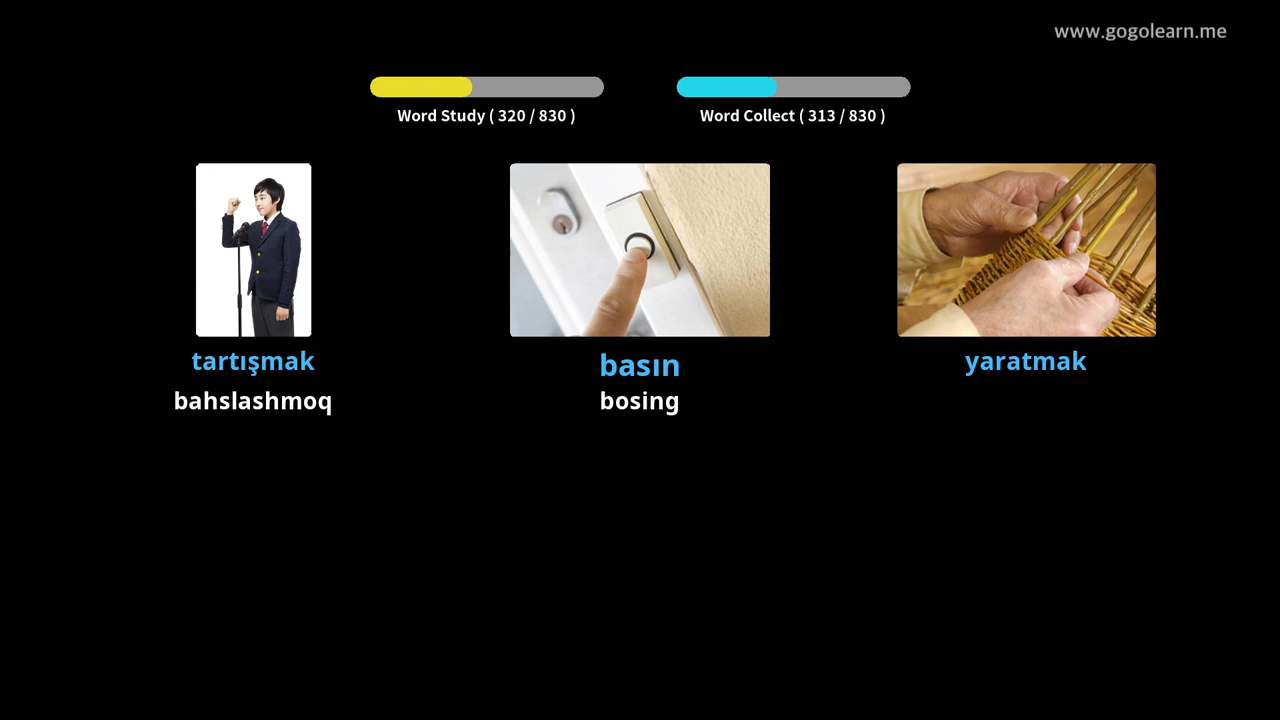 www.gogolearn.me
Word Study ( 320 / 830 )
Word Collect ( 313 / 830 )
tartışmak
bahslashmoq
basın
bosing
yaratmak